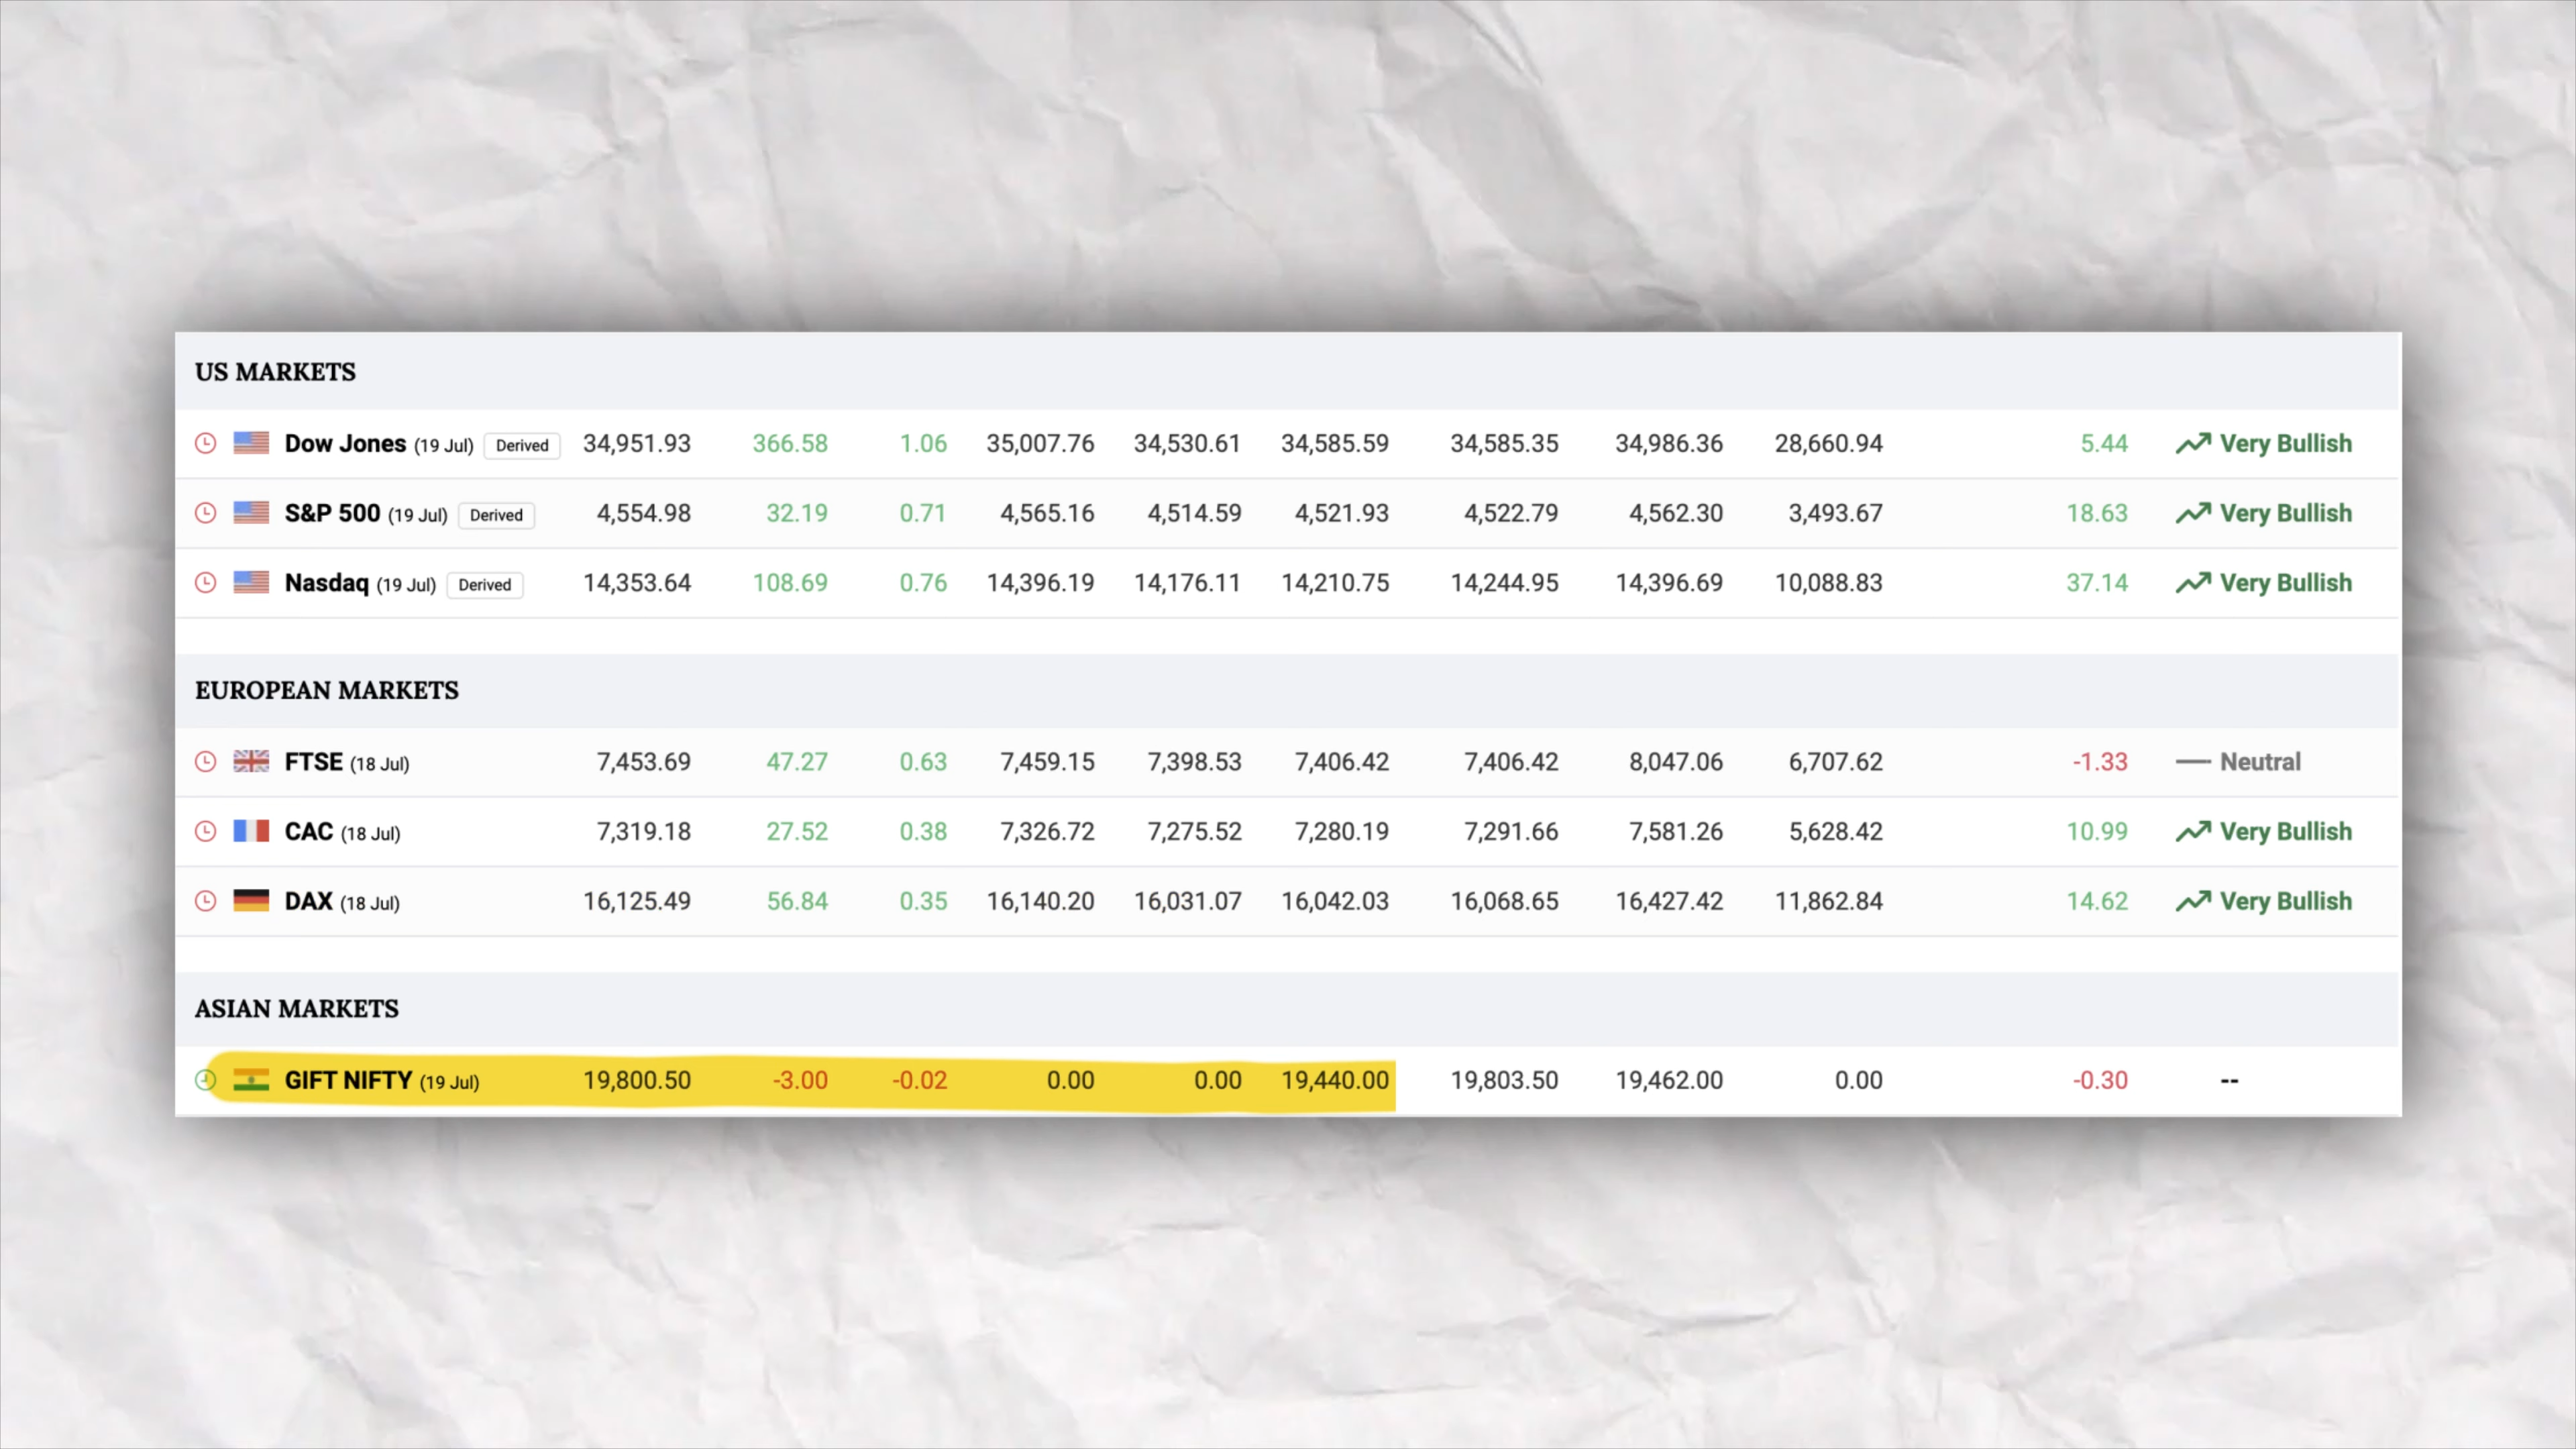 US MARKETS
Dow Jones (19 Jul) Derived 34,951.93 366.58 1.06 35,007.76 34,530.61 34,585.59 34,585.35 34,986.36 28,660.94 5.44 Very Bullish
S&P 500 (19 Jul) Derived 4,554.98 32.19 0.71 4,565.16 4,514.59 4,521.93 4,522.79 4,562.30 3,493.67 18.63 Very Bullish
Nasdaq (19 Jul) Derived 14,353.64 108.69 0.76 14,396.19 14,176.11 14,210.75 14,244.95 14,396.69 10,088.83 37.14 Very Bullish
EUROPEAN MARKETS
FTSE (18 Jul) 7,453.69 47.27 0.63 7,459.15 7,398.53 7,406.42 7,406.42 8,047.06 6,707.62 -1.33 Neutral
CAC (18 Jul) 7,319.18 27.52 0.38 7,326.72 7,275.52 7,280.19 7,291.66 7,581.26 5,628.42 10.99 Very Bullish
DAX (18 Jul) 16,125.49 56.84 0.35 16,140.20 16,031.07 16,042.03 16,068.65 16,427.42 11,862.84 14.62 Very Bullish
ASIAN MARKETS
GIFT NIFTY (19 Jul) 19,800.50 -3.00 -0.02 0.00 0.00 19,440.00 19,803.50 19,462.00 0.00 -0.30 --